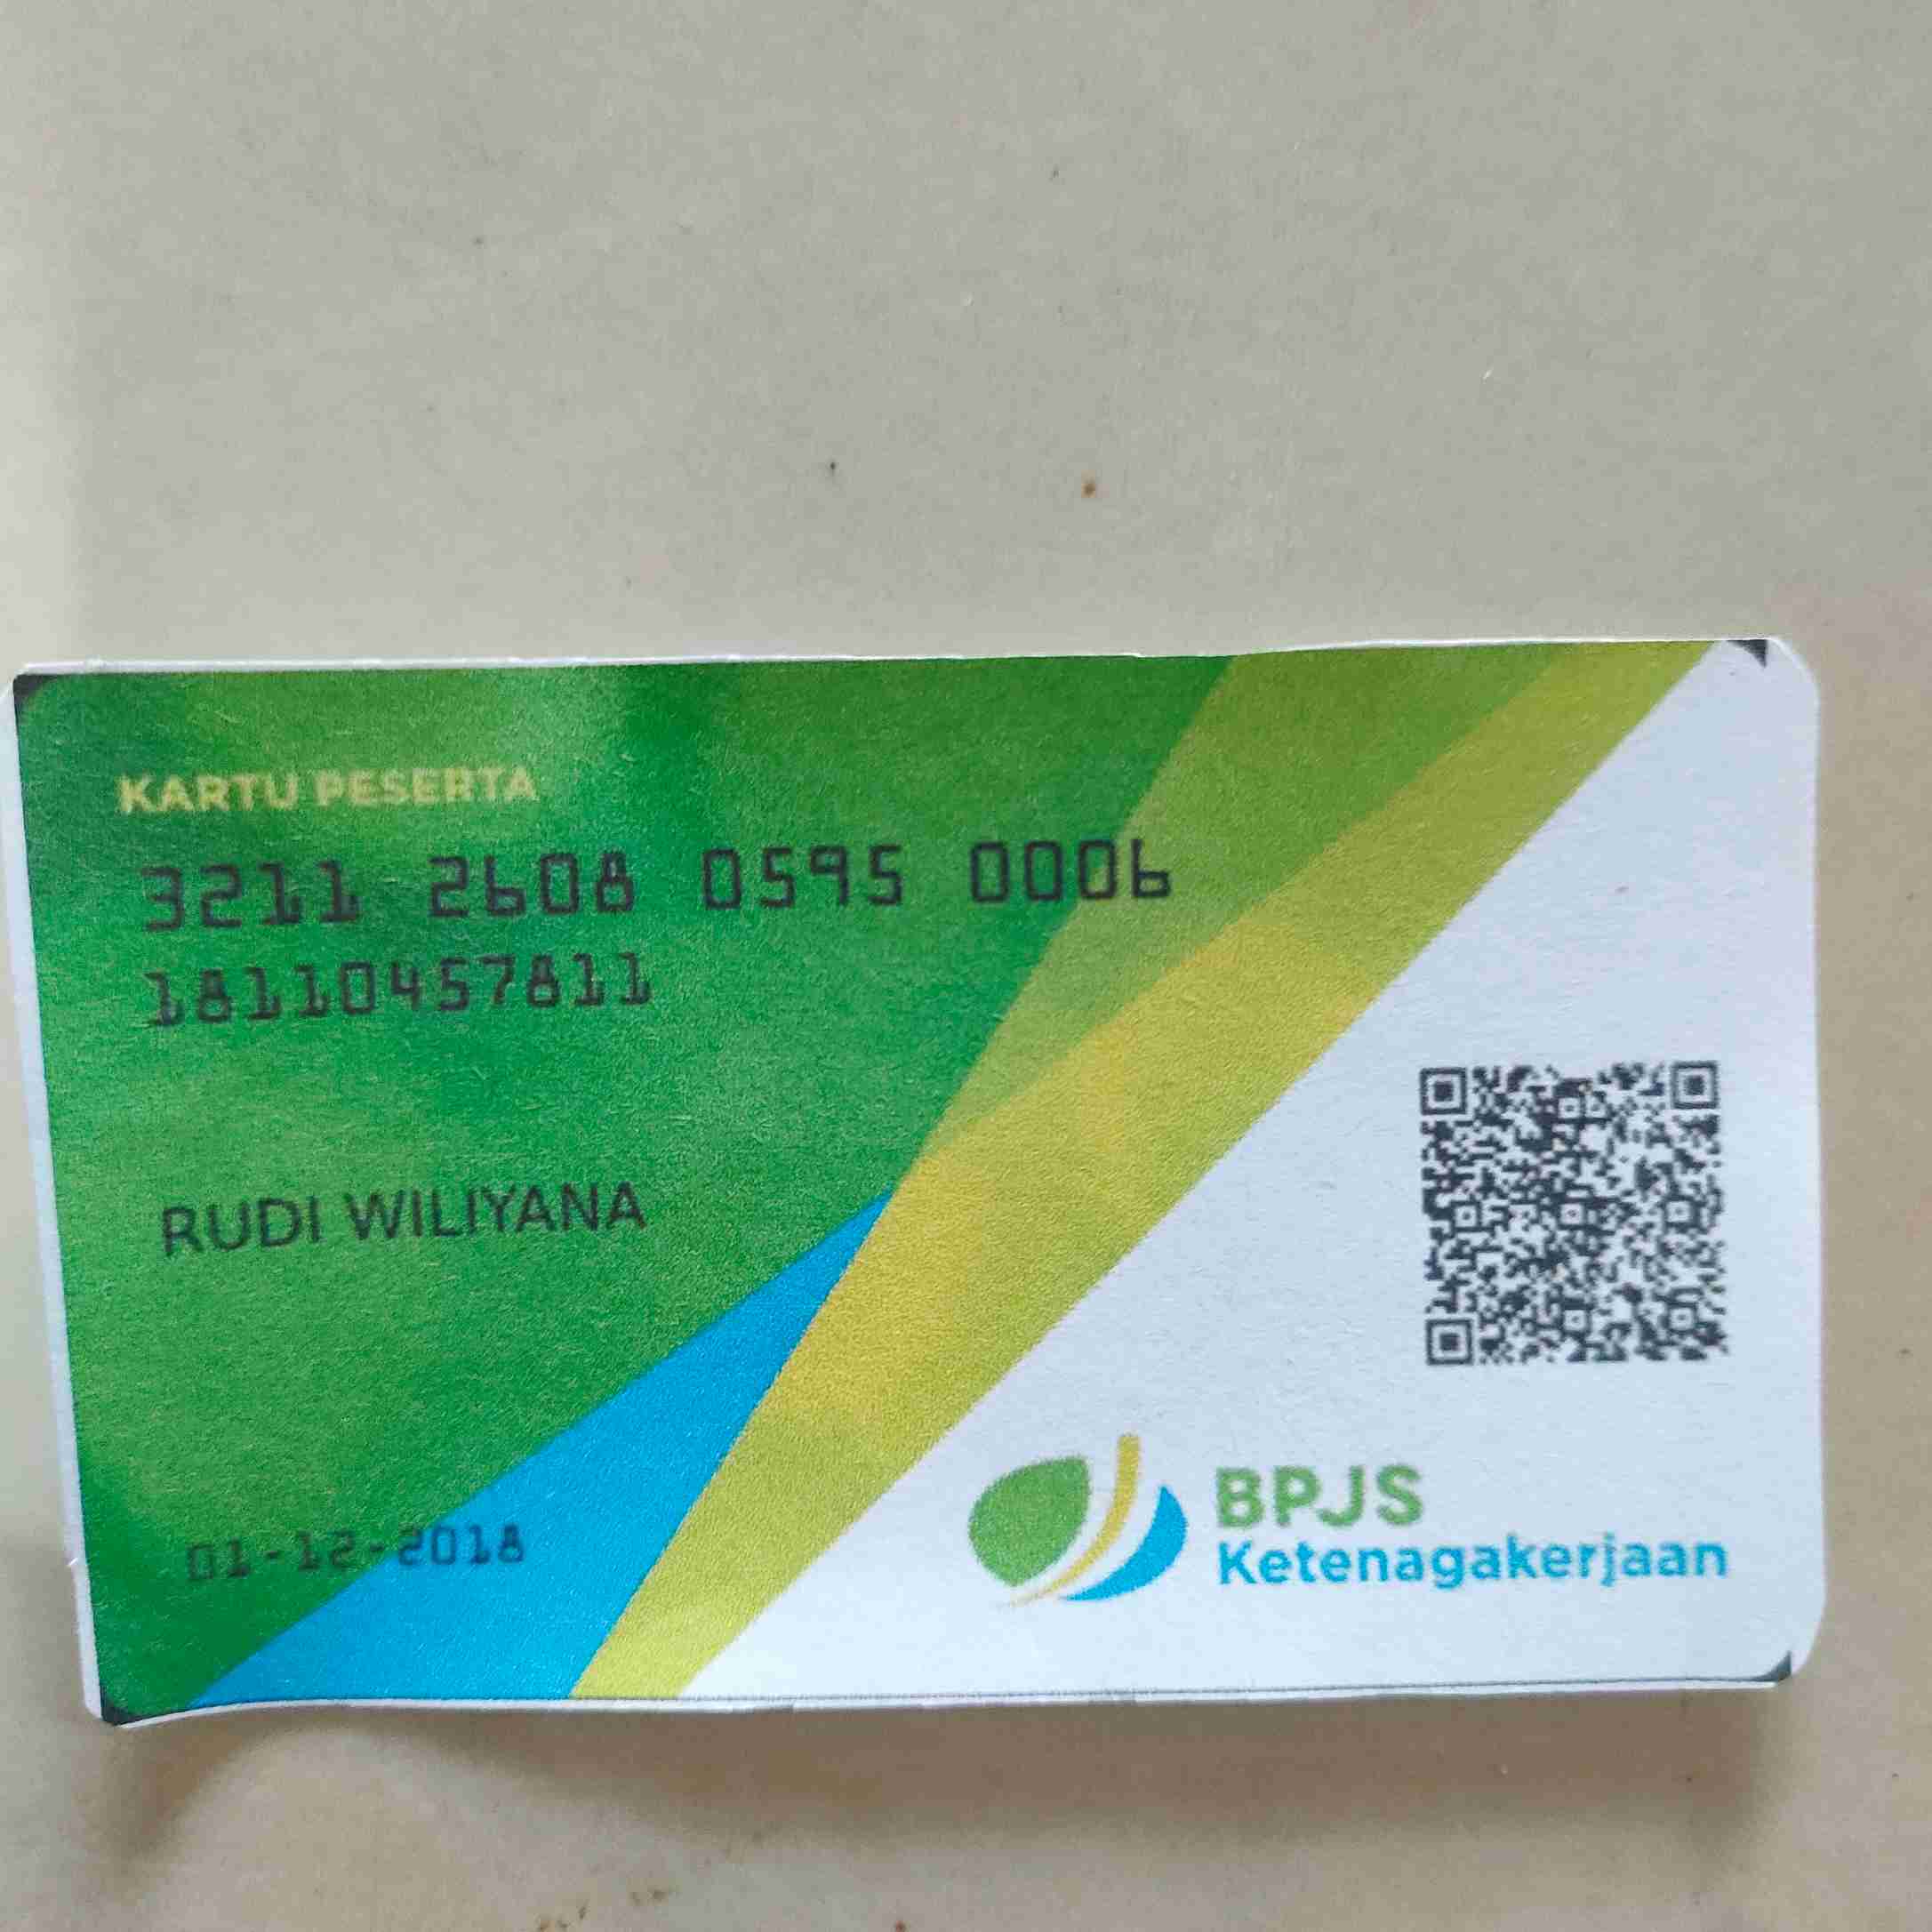 KARTU PESERTA
3211 2608 0595 0006
18110457811
RUDI WILIYANA
01-12-2018
BPJS
Ketenagakerjaan